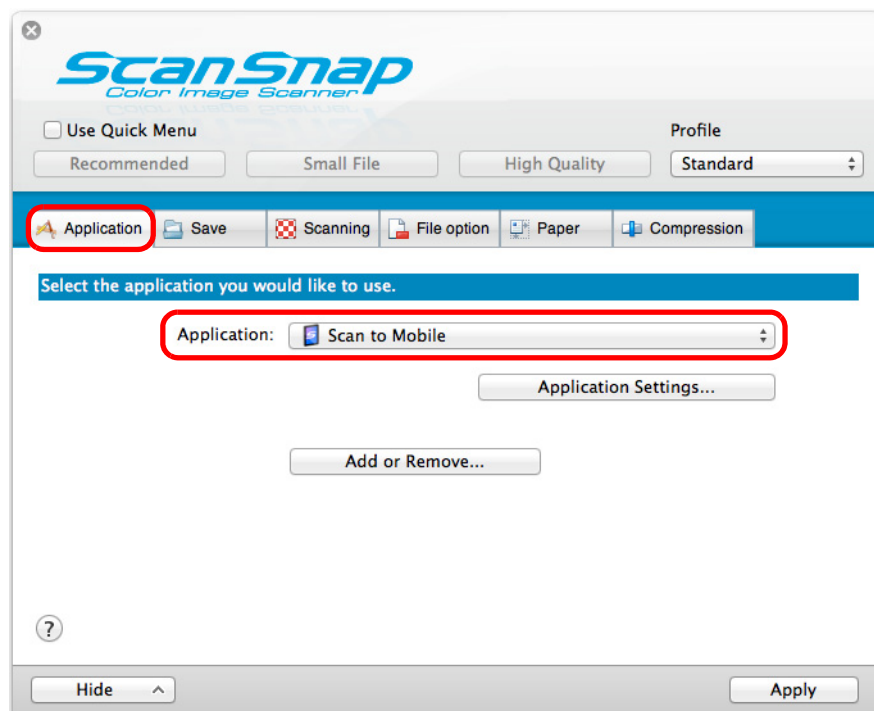 ScanSnap
Color Image Scanner
Use Quick Menu
Profile
Recommended Small File High Quality Standard
Application Save Scanning File option Paper Compression
Select the application you would like to use.
Application: Scan to Mobile
Application Settings...
Add or Remove...
?
Hide Apply